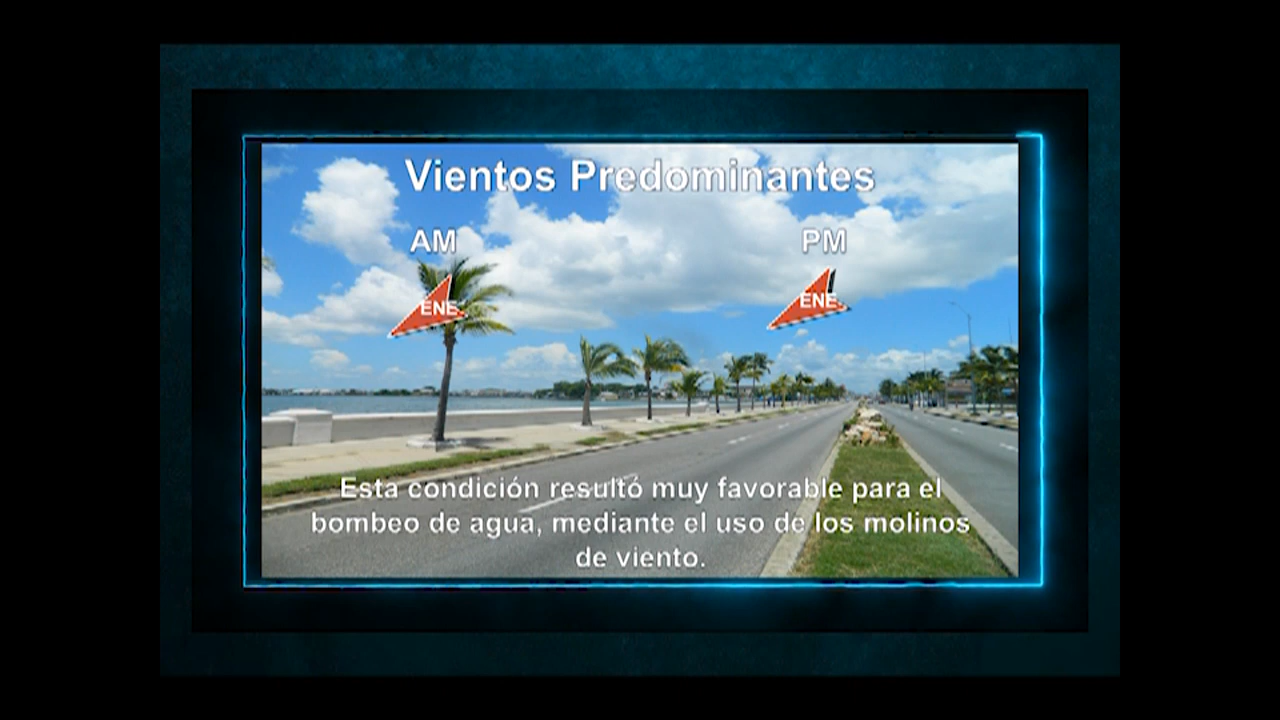 Vientos Predominantes
AM
PM
ENE
ENE
Esta condición resultó muy favorable para el
bombeo de agua, mediante el uso de los molinos
de viento.